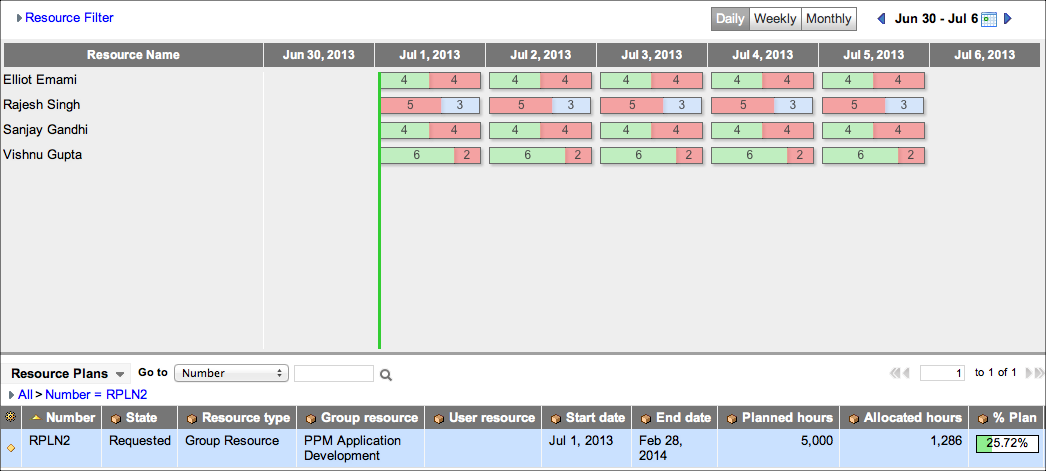 Resource Filter Daily Weekly Monthly Jun 30 - Jul 6
Resource Name Jun 30, 2013 Jul 1, 2013 Jul 2, 2013 Jul 3, 2013 Jul 4, 2013 Jul 5, 2013 Jul 6, 2013
Elliot Emami 4 4 4 4 4 4 4 4 4 4
Rajesh Singh 5 3 5 3 5 3 5 3 5 3
Sanjay Gandhi 4 4 4 4 4 4 4 4 4 4
Vishnu Gupta 6 2 6 2 6 2 6 2 6 2
Resource Plans Go to Number 1 to 1 of 1
All > Number = RPLN2
Number State Resource type Group resource User resource Start date End date Planned hours Allocated hours % Plan
RPLN2 Requested Group Resource PPM Application Jul 1, 2013 Feb 28, 5,000 1,286 25.72%
Development 2014